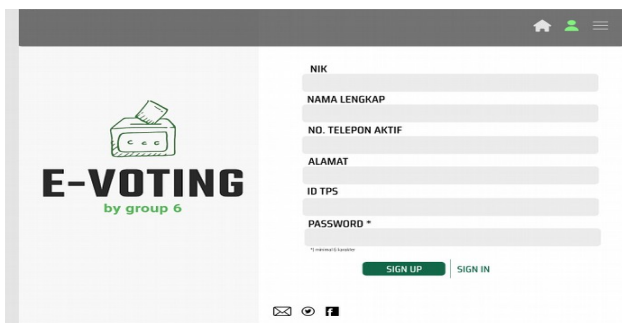 E-VOTING
by group 6
NIK
NAMA LENGKAP
NO. TELEPON AKTIF
ALAMAT
ID TPS
PASSWORD *
SIGN UP
SIGN IN